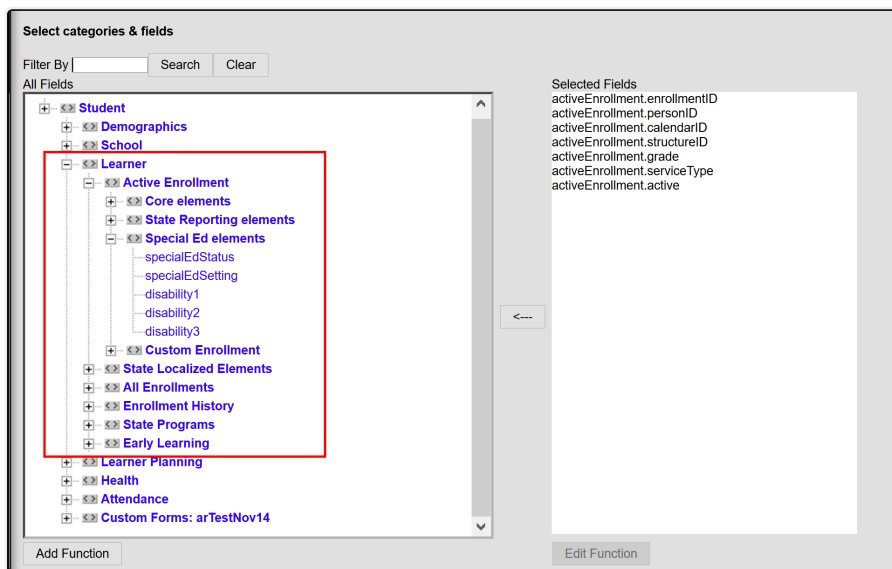 Select categories & fields
Filter By
Search
Clear
All Fields
Student
Demographics
School
Learner
Active Enrollment
Core elements
State Reporting elements
Special Ed elements
specialEdStatus
specialEdSetting
disability1
disability2
disability3
Custom Enrollment
State Localized Elements
All Enrollments
Enrollment History
State Programs
Early Learning
Learner Planning
Health
Attendance
Custom Forms: arTestNov14
Add Function
<---
Selected Fields
activeEnrollment.enrollmentID
activeEnrollment.personID
activeEnrollment.calendarID
activeEnrollment.structureID
activeEnrollment.grade
activeEnrollment.serviceType
activeEnrollment.active
Edit Function